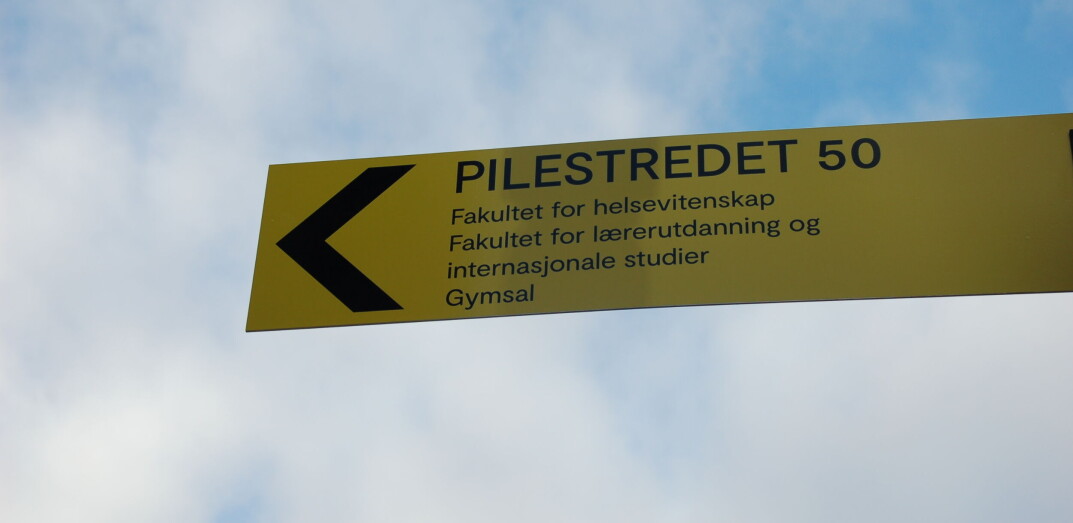 PILESTREDET 50
Fakultet for helsevitenskap
Fakultet for lærerutdanning og
internasjonale studier
Gymsal